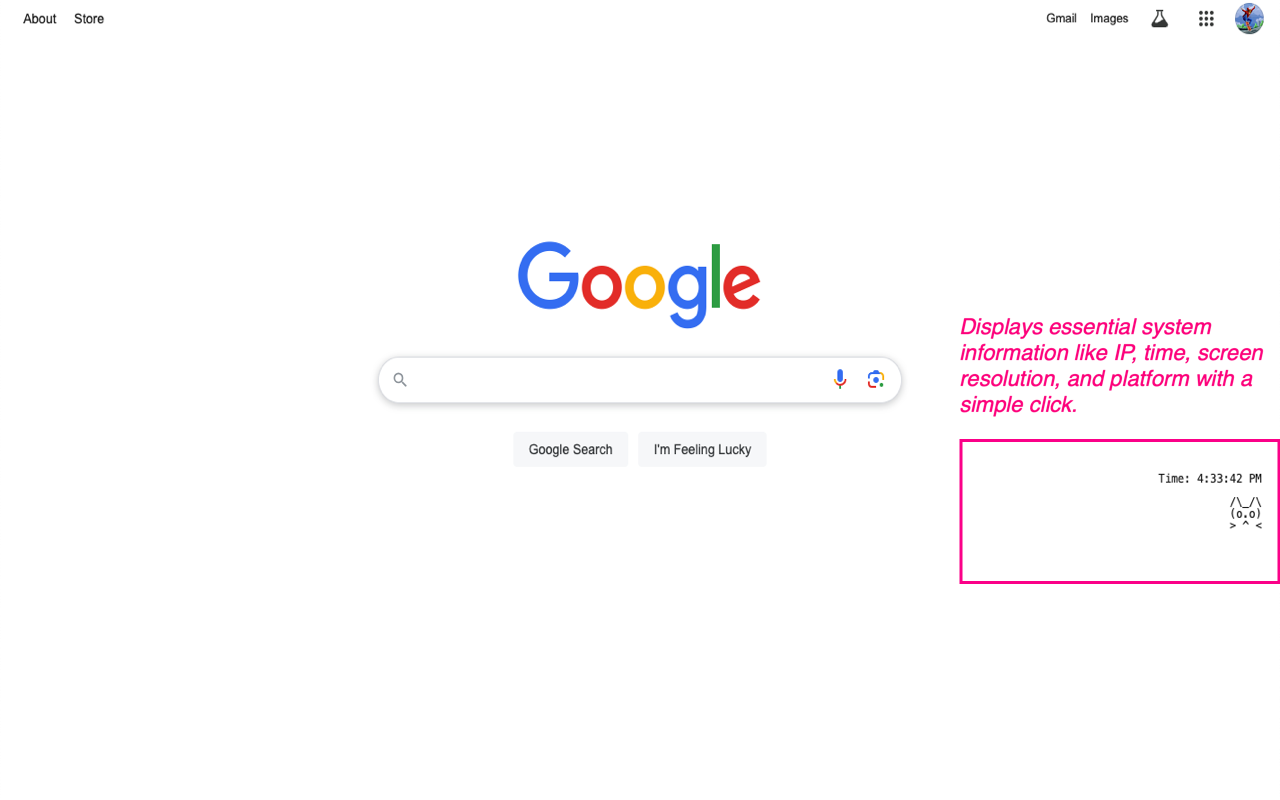 About Store
Gmail Images
Google
Google Search I'm Feeling Lucky
Displays essential system
information like IP, time, screen
resolution, and platform with a
simple click.
Time: 4:33:42 PM
/\_/\
(o.o)
> ^ <